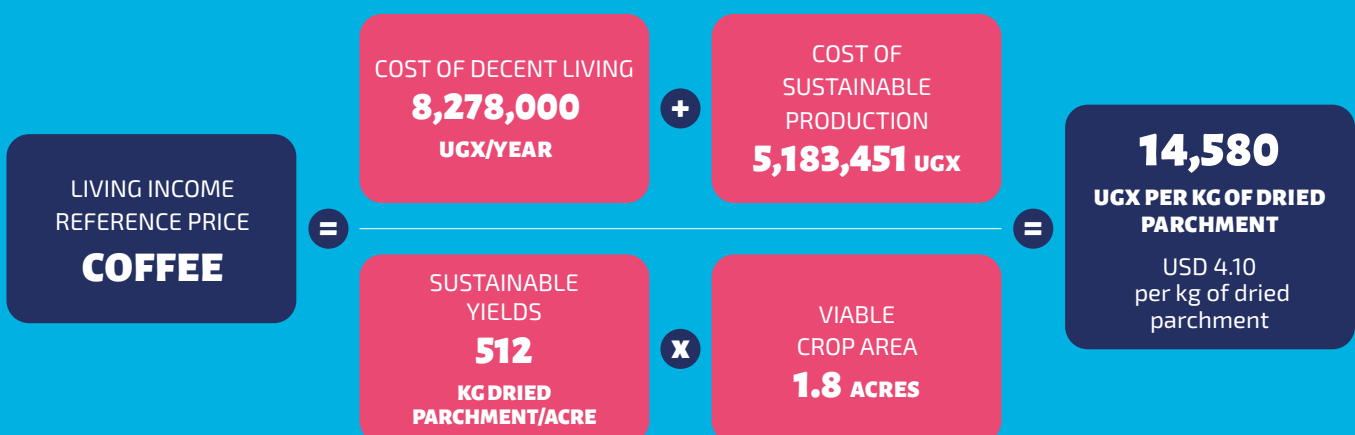 LIVING INCOME
REFERENCE PRICE
COFFEE
=
COST OF DECENT LIVING
8,278,000
UGX/YEAR
+
COST OF
SUSTAINABLE
PRODUCTION
5,183,451 UGX
SUSTAINABLE
YIELDS
512
KG DRIED
PARCHMENT/ACRE
X
VIABLE
CROP AREA
1.8 ACRES
=
14,580
UGX PER KG OF DRIED
PARCHMENT
USD 4.10
per kg of dried
parchment